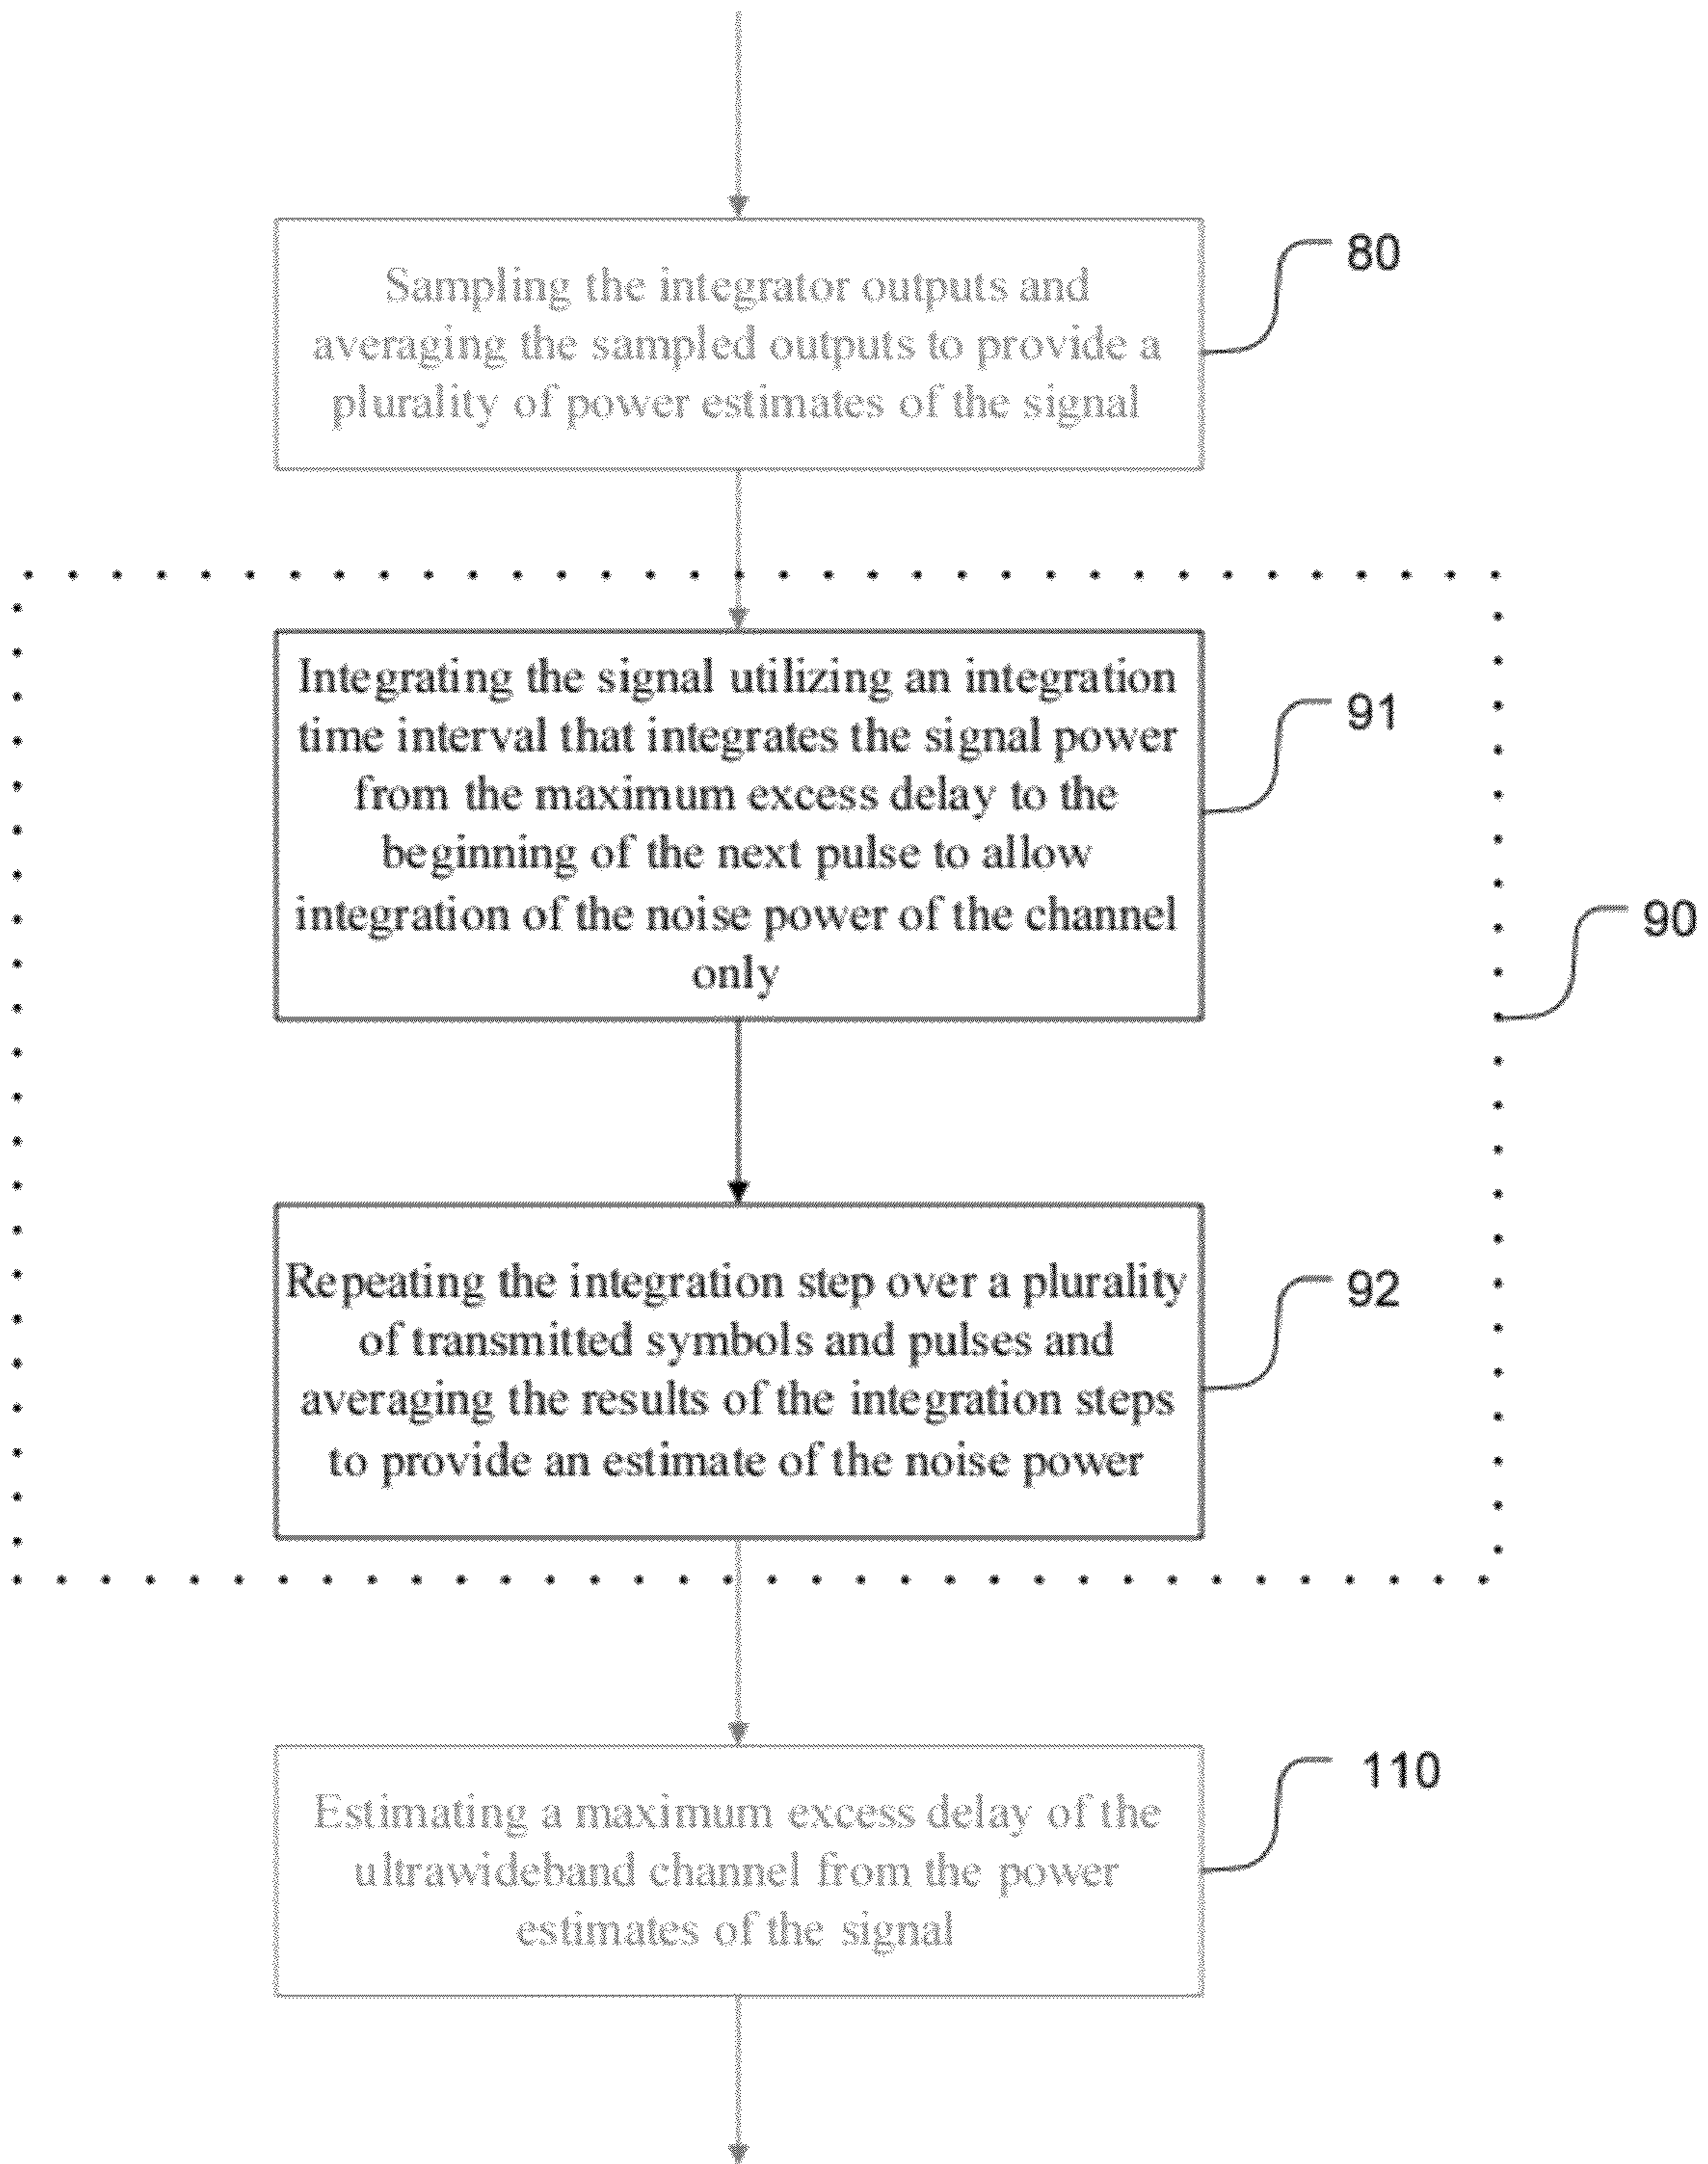 Sampling the integrator outputs and
averaging the sampled outputs to provide a
plurality of power estimates of the signal
80
Integrating the signal utilizing an integration
time interval that integrates the signal power
from the maximum excess delay to the
beginning of the next pulse to allow
integration of the noise power of the channel
only
91
90
Repeating the integration step over a plurality
of transmitted symbols and pulses and
averaging the results of the integration steps
to provide an estimate of the noise power
92
Estimating a maximum excess delay of the
ultrawideband channel from the power
estimates of the signal
110